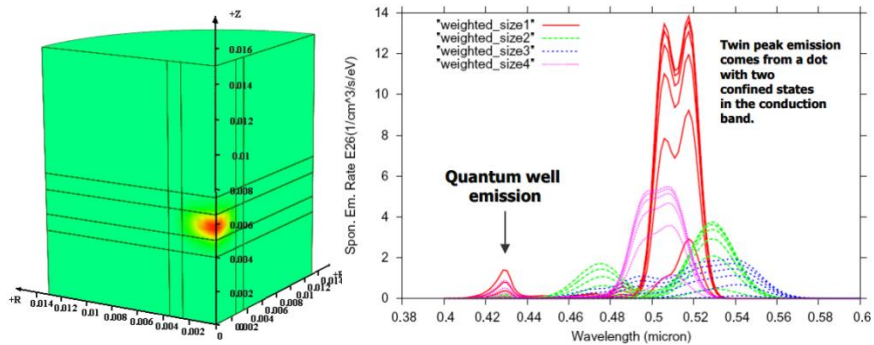 +Z
0.016
0.014
0.012
0.01
0.008
0.006
0.004
0.002
+R
0.014 0.012 0.01 0.008 0.006 0.004 0.002 0
0.002 0.004 0.006 0.008 0.01 0.012 0.014
Spon. Em. Rate E26(1/cm^3/s/eV)
14
12
10
8
6
4
2
0
"weighted_size1"
"weighted_size2"
"weighted_size3"
"weighted_size4"
Twin peak emission
comes from a dot
with two
confined states
in the conduction
band.
Quantum well
emission
0.38 0.4 0.42 0.44 0.46 0.48 0.5 0.52 0.54 0.56 0.58 0.6
Wavelength (micron)